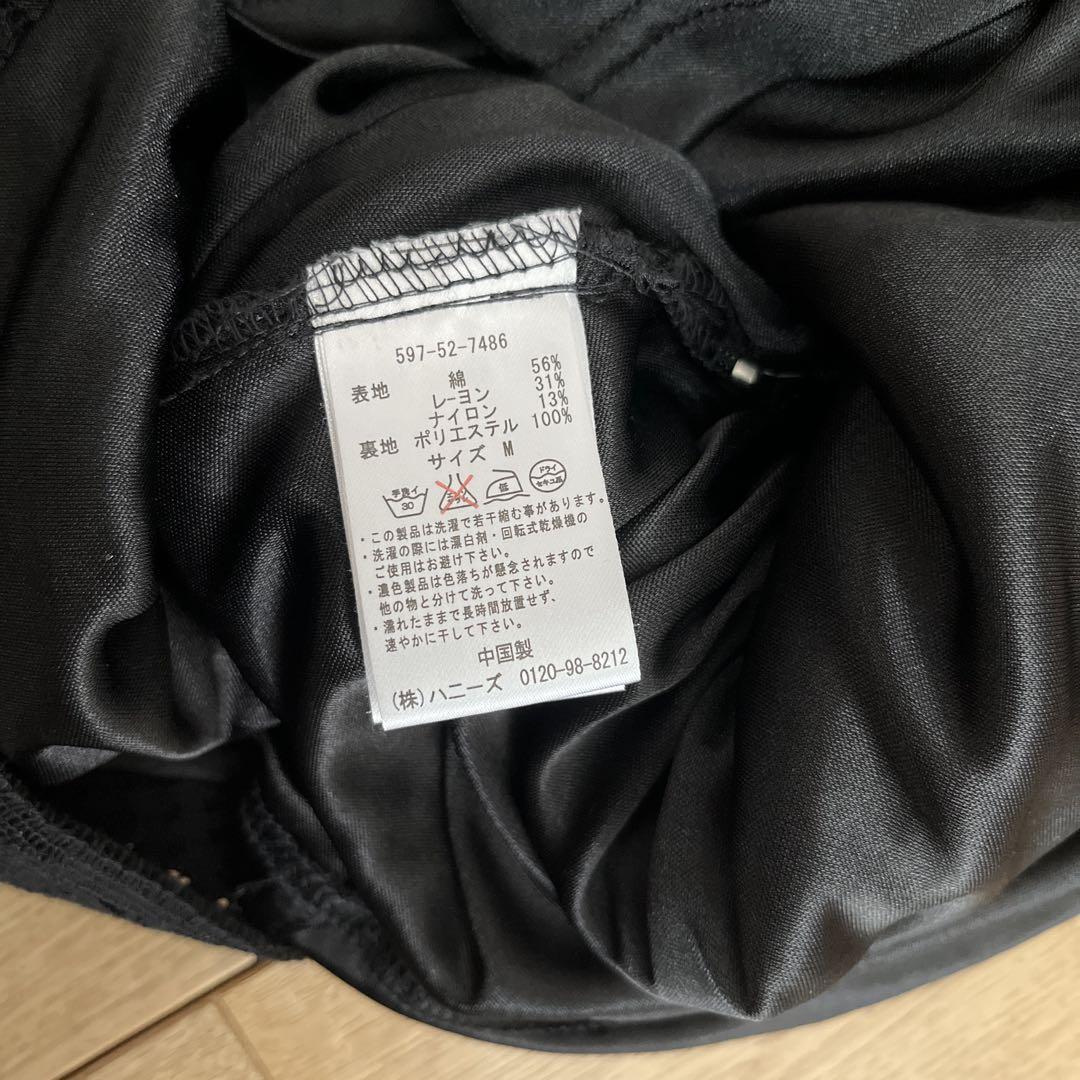 597-52-7486
表地 綿 56%
レーヨン 31%
ナイロン 13%
裏地 ポリエステル 100%
サイズ M
手洗イ 30 エンソ サラシ 低 ドライ セキユ系
・この製品は洗濯で若干縮む事があります。
・洗濯の際には漂白剤・回転式乾燥機の
ご使用はお避け下さい。
・濃色製品は色落ちが懸念されますので
他の物と分けて洗って下さい。
・濡れたままで長時間放置せず、
速やかに干して下さい。
中国製
(株)ハニーズ 0120-98-8212